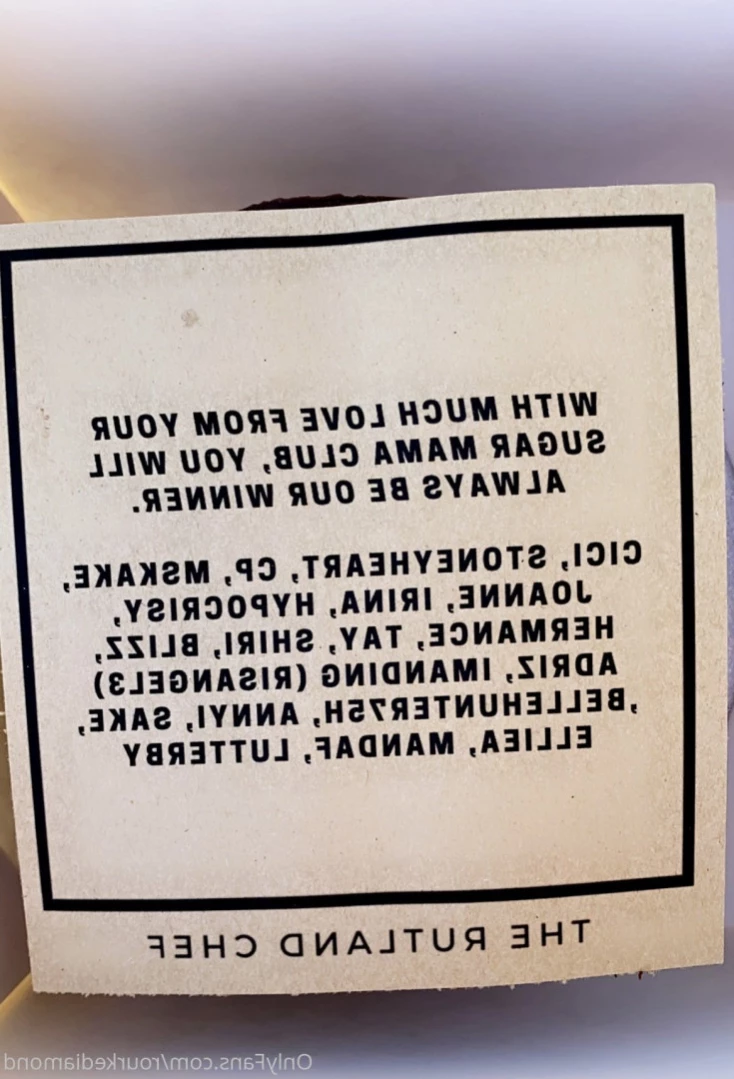 WITH MUCH LOVE FROM YOUR
SUGAR MAMA CLUB, YOU WILL
ALWAYS BE OUR WINNER.
CICI, STONEYHEART, CP, MSKAKE,
JOANNE, IRINA, HYPOCRISY,
HERMANCE, TAY, SHIRI, BLIZZ,
ADRIZ, IMANDING (RISANGEL3)
,BELLEHUNTER75H, ANNYI, SAKE,
ELLIEA, MANDAF, LUTTERBY
THE RUTLAND CHEF
OnlyFans.com/rourkediamond